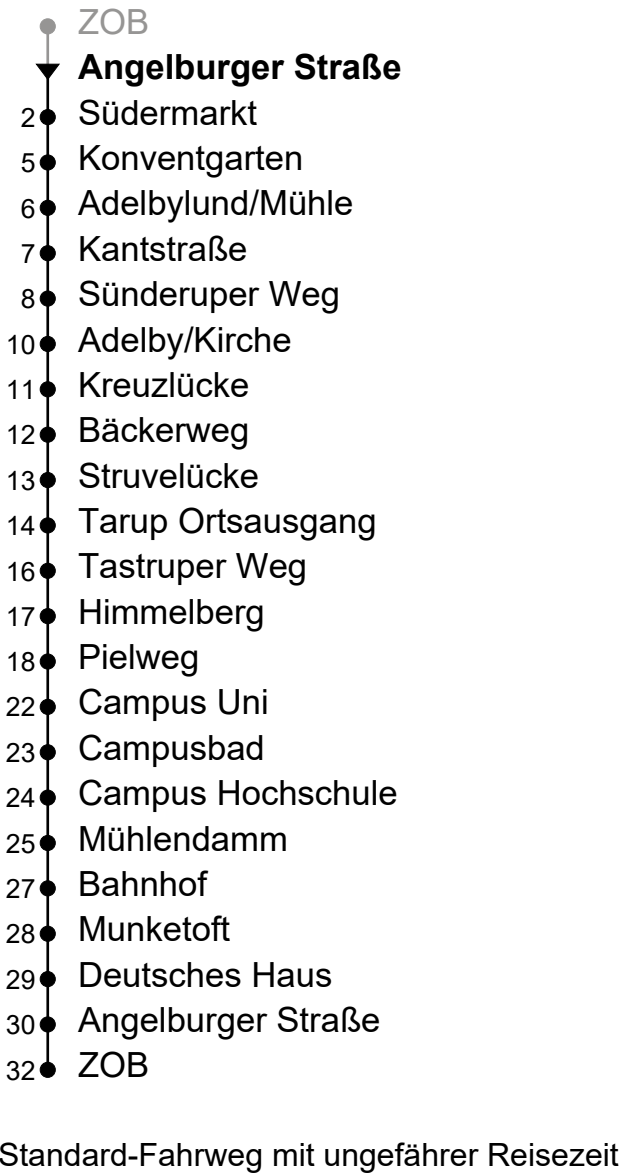 ZOB
Angelburger Straße
2 Südermarkt
5 Konventgarten
6 Adelbylund/Mühle
7 Kantstraße
8 Sünderuper Weg
10 Adelby/Kirche
11 Kreuzlücke
12 Bäckerweg
13 Struvelücke
14 Tarup Ortsausgang
16 Tastruper Weg
17 Himmelberg
18 Pielweg
22 Campus Uni
23 Campusbad
24 Campus Hochschule
25 Mühlendamm
27 Bahnhof
28 Munketoft
29 Deutsches Haus
30 Angelburger Straße
32 ZOB
Standard-Fahrweg mit ungefährer Reisezeit